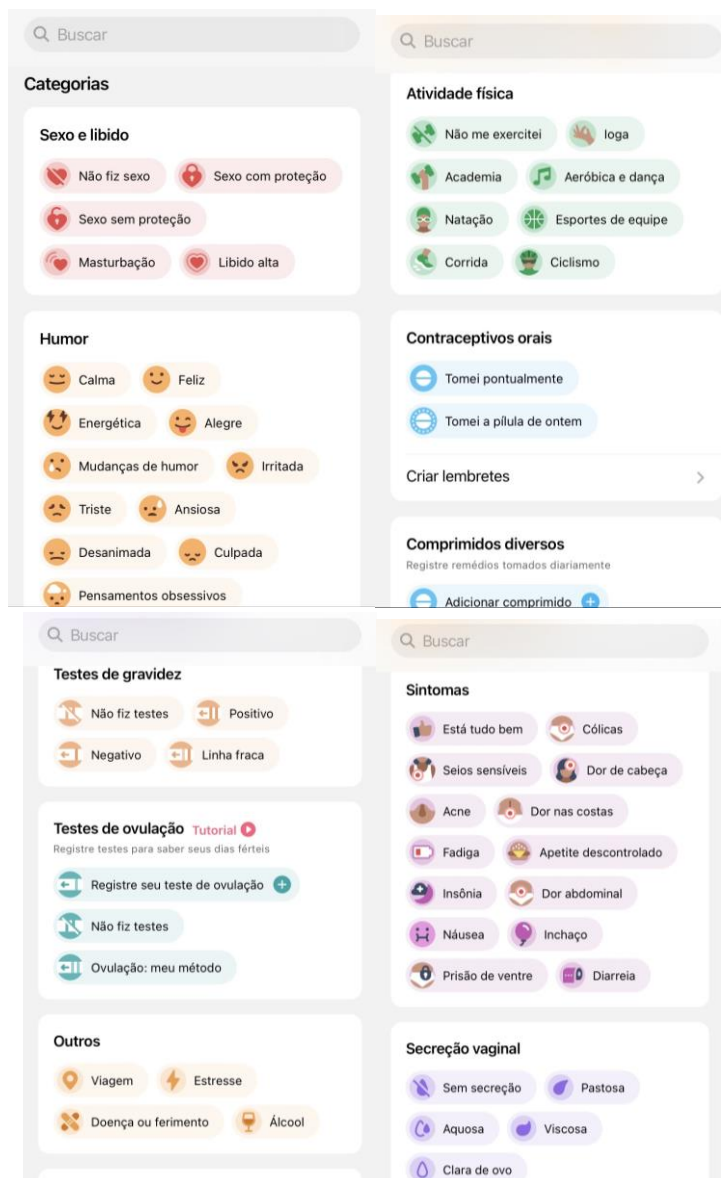 Buscar
Categorias
Sexo e libido
Não fiz sexo Sexo com proteção
Sexo sem proteção
Masturbação Libido alta
Humor
Calma Feliz
Energética Alegre
Mudanças de humor Irritada
Triste Ansiosa
Desanimada Culpada
Pensamentos obsessivos
Buscar
Atividade física
Não me exercitei Ioga
Academia Aeróbica e dança
Natação Esportes de equipe
Corrida Ciclismo
Contraceptivos orais
Tomei pontualmente
Tomei a pílula de ontem
Criar lembretes
Comprimidos diversos
Registre remédios tomados diariamente
Adicionar comprimido
Buscar
Testes de gravidez
Não fiz testes Positivo
Negativo Linha fraca
Testes de ovulação Tutorial
Registre testes para saber seus dias férteis
Registre seu teste de ovulação
Não fiz testes
Ovulação: meu método
Outros
Viagem Estresse
Doença ou ferimento Álcool
Buscar
Sintomas
Está tudo bem Cólicas
Seios sensíveis Dor de cabeça
Acne Dor nas costas
Fadiga Apetite descontrolado
Insônia Dor abdominal
Náusea Inchaço
Prisão de ventre Diarreia
Secreção vaginal
Sem secreção Pastosa
Aquosa Viscosa
Clara de ovo